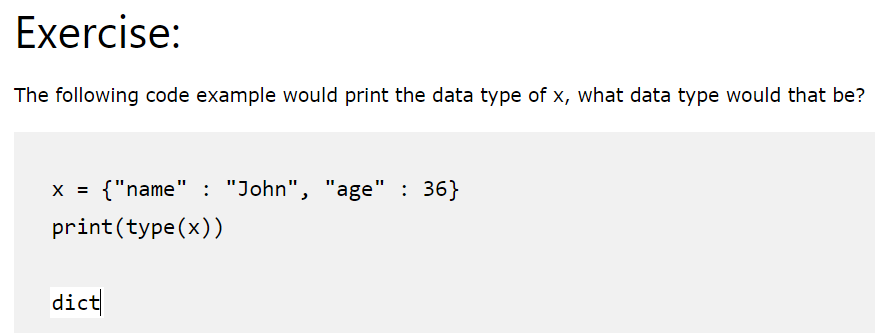 Exercise:
The following code example would print the data type of x, what data type would that be?
x = {"name" : "John", "age" : 36}
print(type(x))
dict